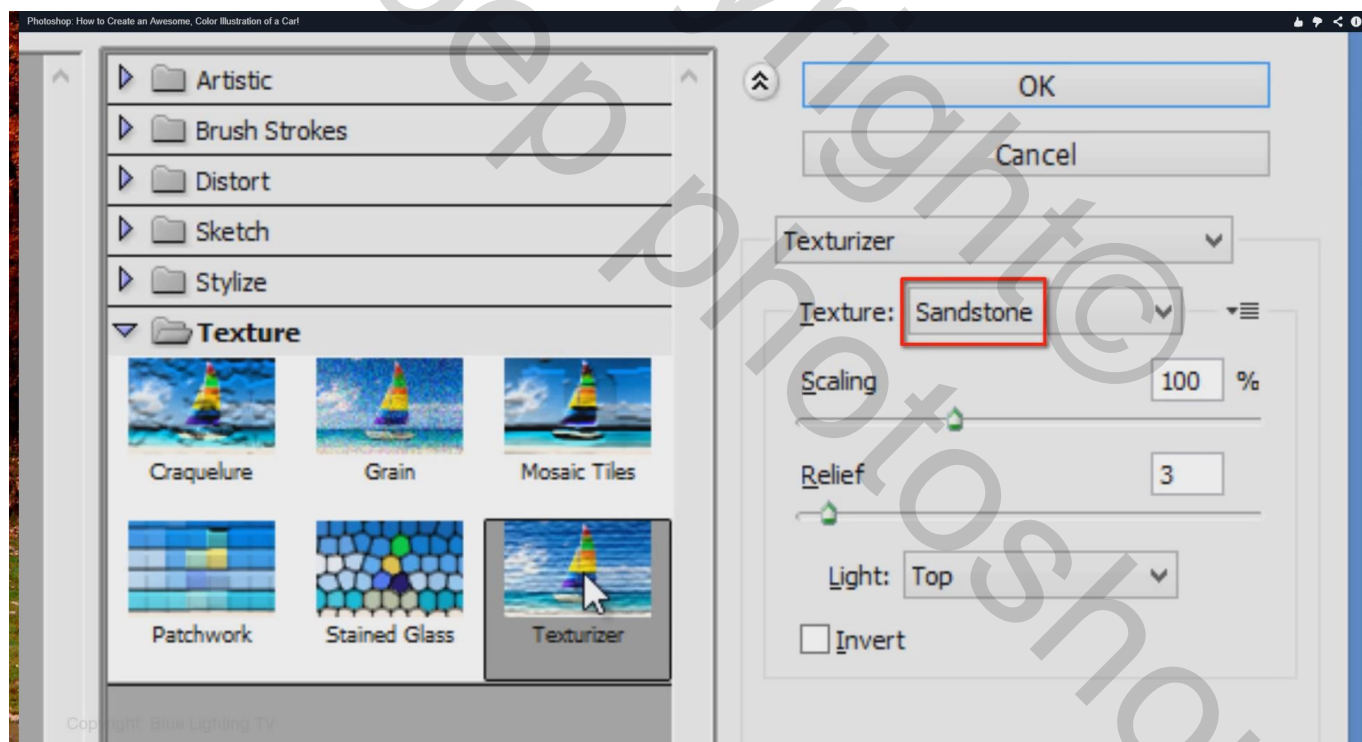 Photoshop: How to Create an Awesome, Color Illustration of a Car!
Artistic
Brush Strokes
Distort
Sketch
Stylize
Texture
Craquelure
Grain
Mosaic Tiles
Patchwork
Stained Glass
Texturizer
OK
Cancel
Texturizer
Texture: Sandstone
Scaling 100 %
Relief 3
Light: Top
Invert
Copyright: Blue Lighting TV
photosho